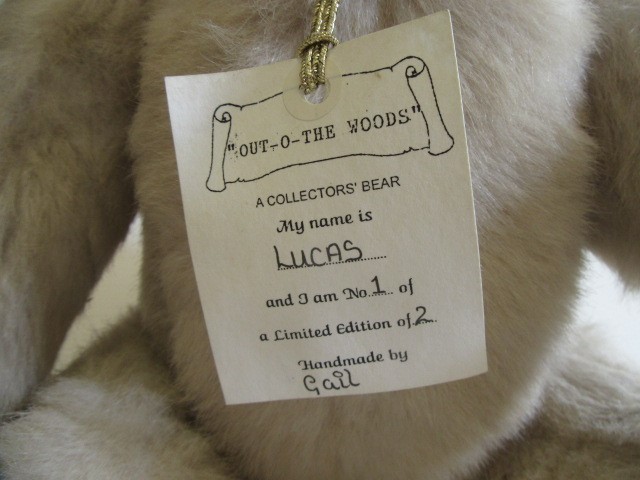 "OUT-O-THE WOODS"
A COLLECTORS' BEAR
My name is
LUCAS
and I am No. 1 of
a Limited Edition of 2
Handmade by
Gail